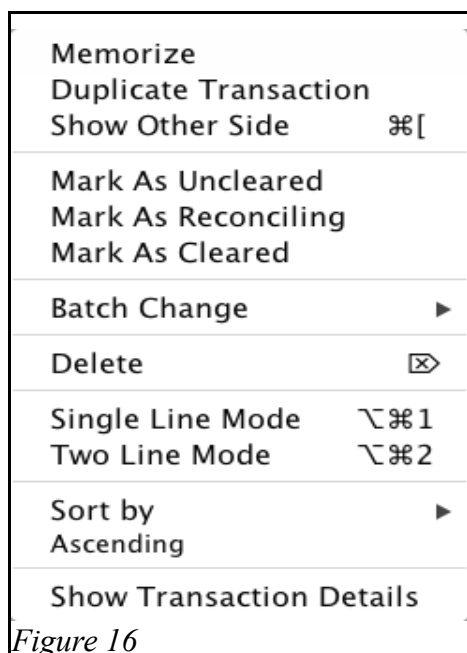 Memorize
Duplicate Transaction
Show Other Side ⌘[
Mark As Uncleared
Mark As Reconciling
Mark As Cleared
Batch Change ▶
Delete ⌦
Single Line Mode ⌥⌘1
Two Line Mode ⌥⌘2
Sort by ▶
Ascending
Show Transaction Details
Figure 16